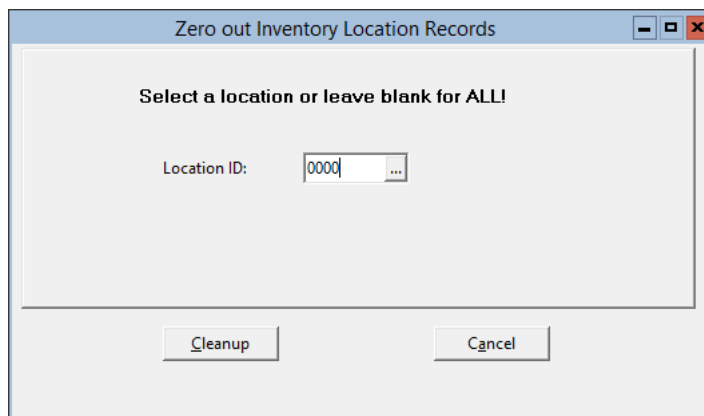 Zero out Inventory Location Records
Select a location or leave blank for ALL!
Location ID: 0000 ...
Cleanup Cancel